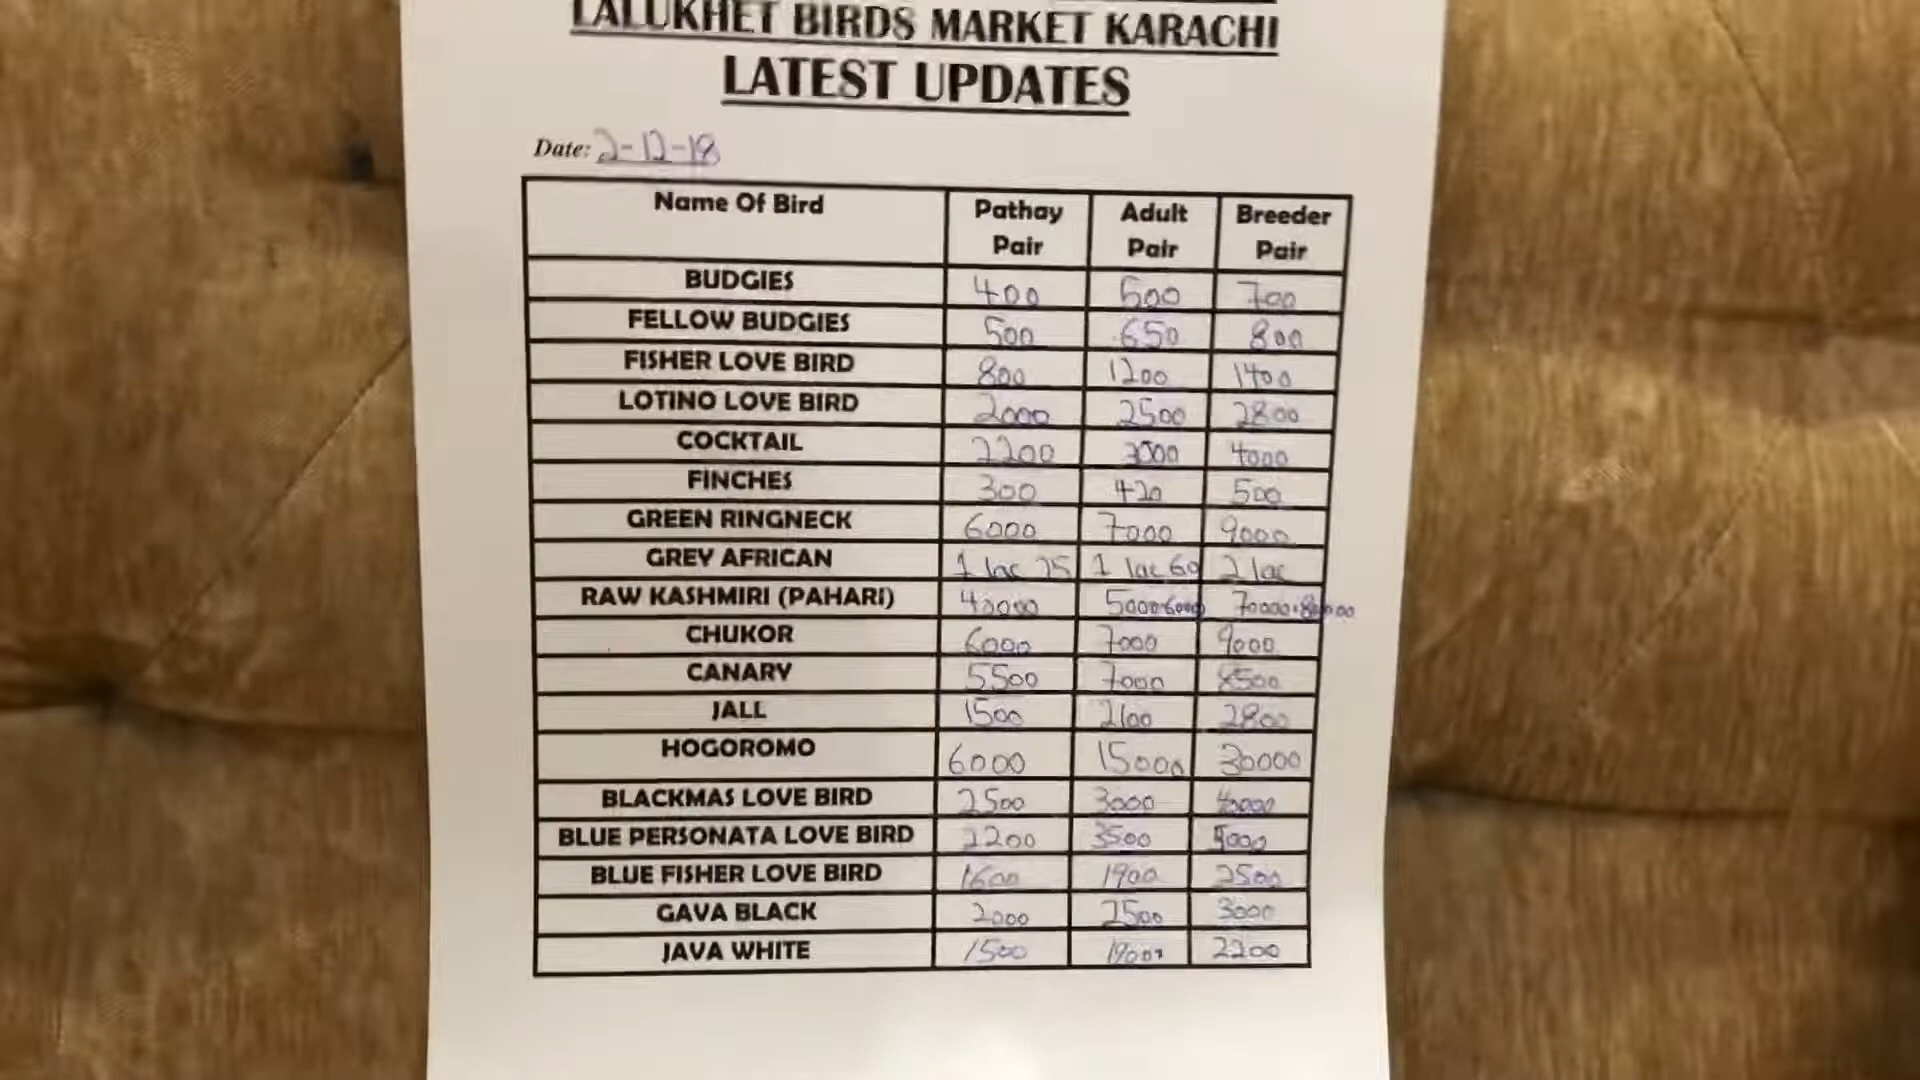 LALUKHET BIRDS MARKET KARACHI
LATEST UPDATES
Date: 2-12-18
Name Of Bird Pathay Pair Adult Pair Breeder Pair
BUDGIES 400 500 700
FELLOW BUDGIES 500 650 800
FISHER LOVE BIRD 800 1200 1400
LOTINO LOVE BIRD 2000 2500 2800
COCKTAIL 2200 3000 4000
FINCHES 300 420 500
GREEN RINGNECK 6000 7000 9000
GREY AFRICAN 1 lac 25 1 lac 60 2 lac
RAW KASHMIRI (PAHARI) 40000
CHUKOR 6000 7000 9000
CANARY 5500 7000 8500
JALL 1500 2100 2800
HOGOROMO 6000 15000 30000
BLACKMAS LOVE BIRD 2500 3000
BLUE PERSONATA LOVE BIRD 2200 3500
BLUE FISHER LOVE BIRD 1600 1900 2500
GAVA BLACK 2000 2500 3000
JAVA WHITE 1500 2200